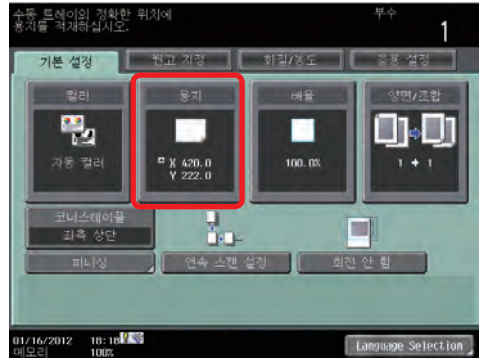 수동 트레이의 정확한 위치에
용지를 적재하십시오.
부수
1
기본 설정
원고 지정
화질/농도
응용 설정
컬러
용지
배율
양면/조합
자동 컬러
X 420.0
Y 222.0
100.0%
1 → 1
코너스테이플
좌측 상단
피니싱
연속 스캔 설정
회전 안 함
01/16/2012 18:18
메모리 100%
Language Selection